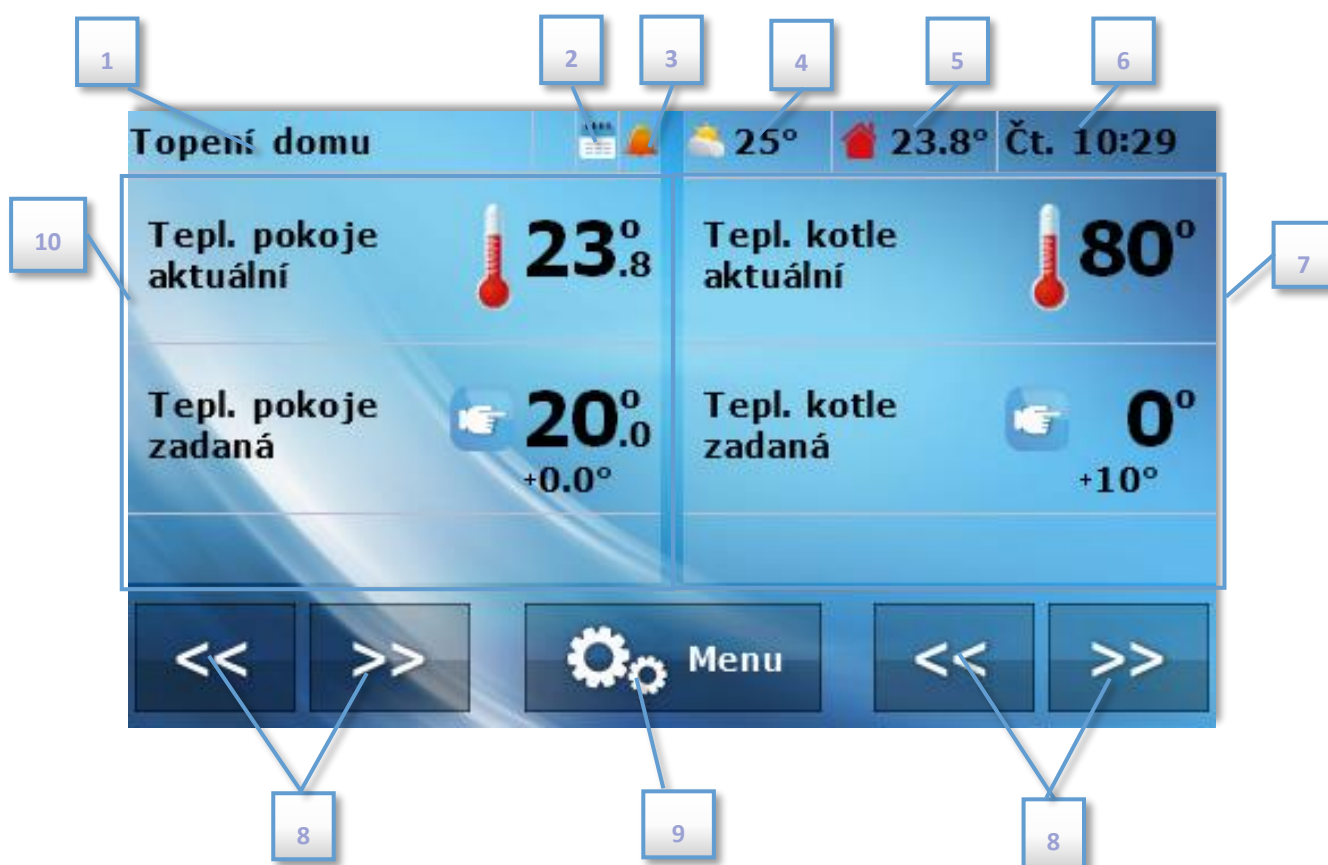 1
2
3
4
5
6
Topení domu
25°
23.8°
Čt. 10:29
10
7
Tepl. pokoje
aktuální
23.8°
Tepl. kotle
aktuální
80°
Tepl. pokoje
zadaná
20.0°
+0.0°
Tepl. kotle
zadaná
0°
+10°
<<
>>
Menu
<<
>>
8
9
8